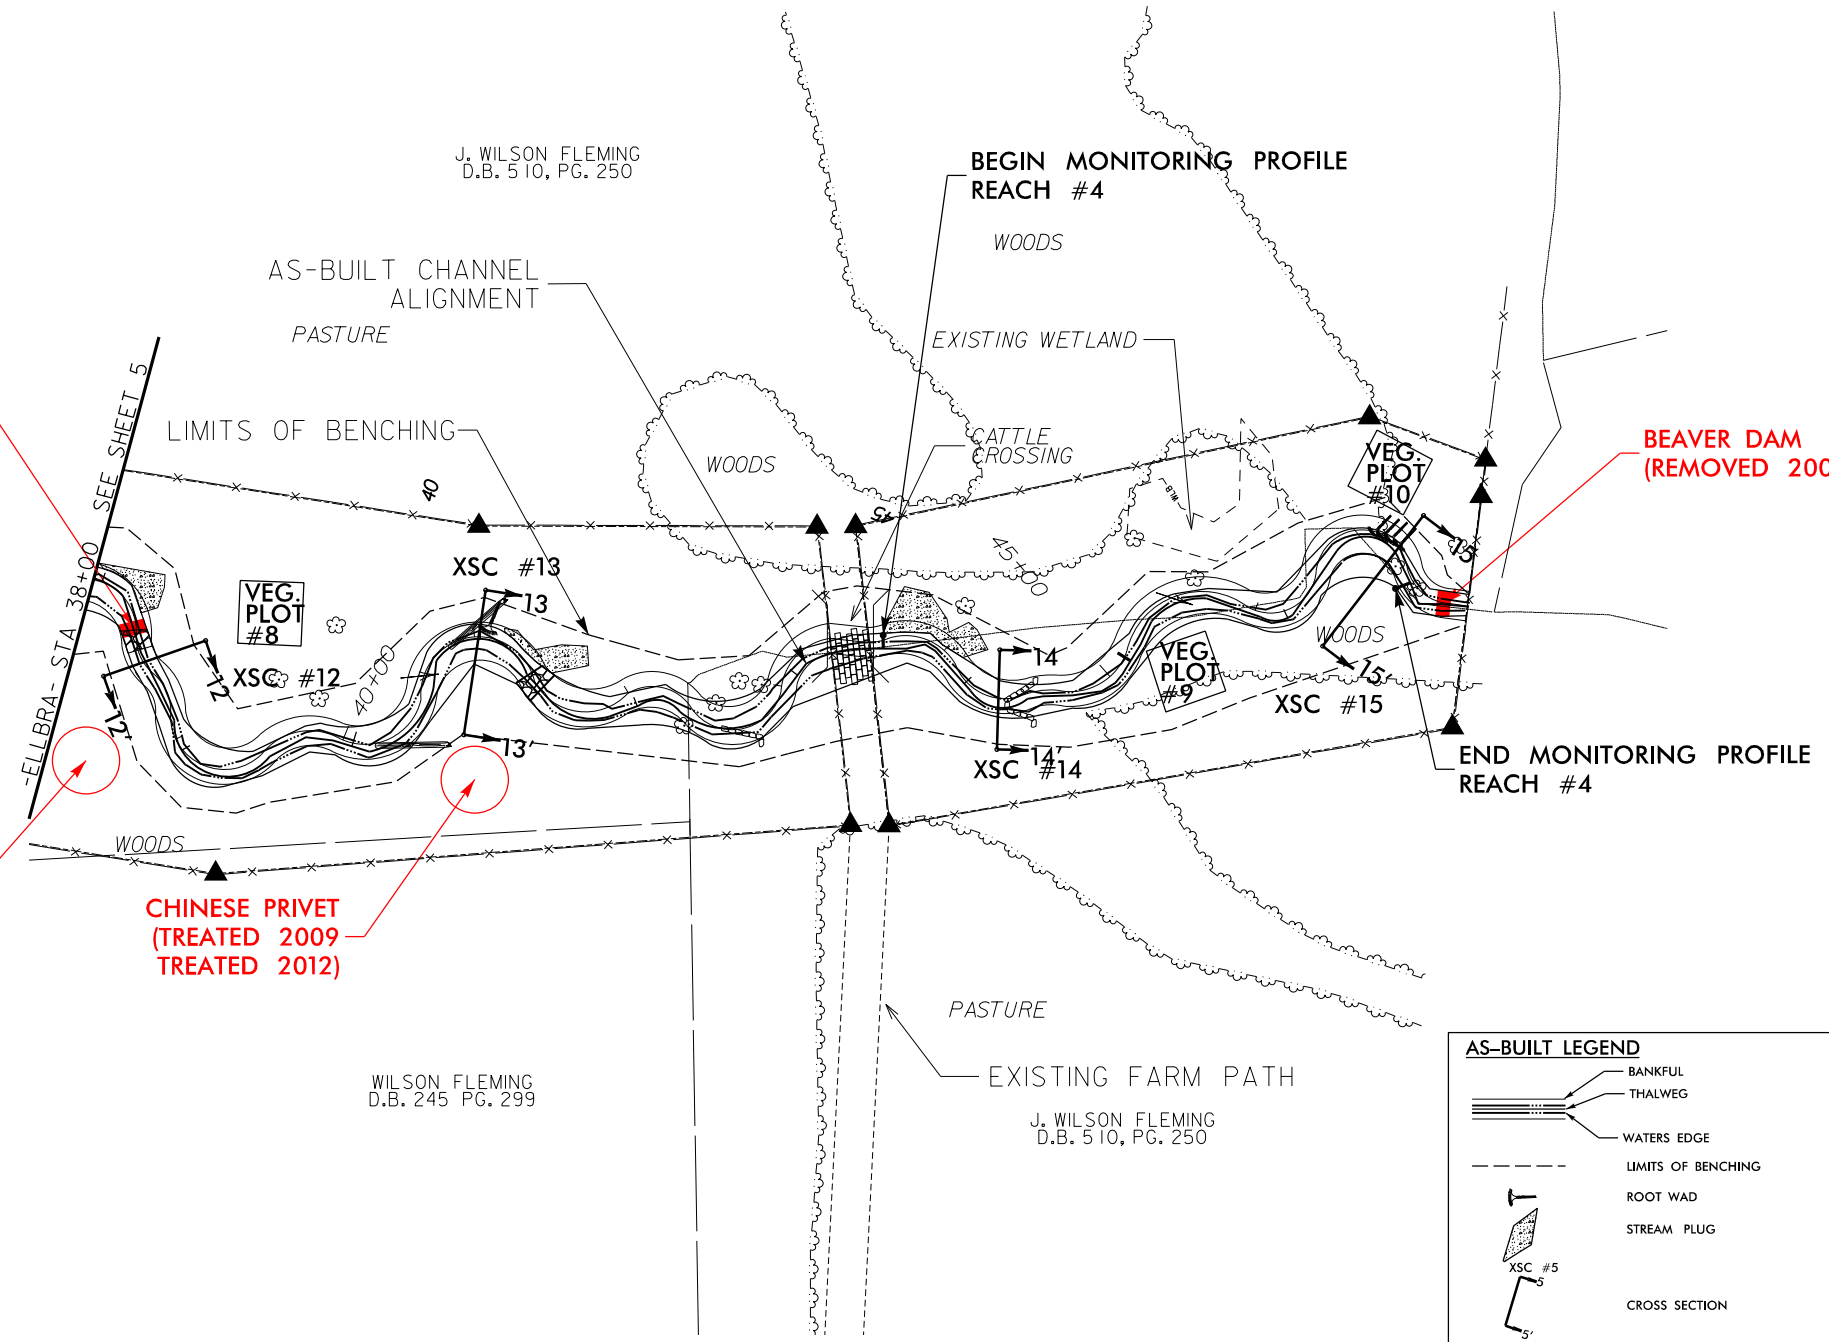 J. WILSON FLEMING
D.B. 510, PG. 250
BEGIN MONITORING PROFILE
REACH #4
WOODS
AS-BUILT CHANNEL
ALIGNMENT
PASTURE
EXISTING WETLAND
-ELLBRA- STA 38+00 SEE SHEET 5
LIMITS OF BENCHING
WOODS
CATTLE
CROSSING
VEG.
PLOT
#10
BEAVER DAM
(REMOVED 200
40
45
WLB
45+00
15
XSC #13
13
VEG.
PLOT
#8
XSC #12
12
12'
40+00
13'
14
14'
XSC #14
VEG.
PLOT
#9
WOODS
15'
XSC #15
END MONITORING PROFILE
REACH #4
WOODS
CHINESE PRIVET
(TREATED 2009
TREATED 2012)
PASTURE
EXISTING FARM PATH
WILSON FLEMING
D.B. 245 PG. 299
J. WILSON FLEMING
D.B. 510, PG. 250
AS-BUILT LEGEND
BANKFUL
THALWEG
WATERS EDGE
LIMITS OF BENCHING
ROOT WAD
STREAM PLUG
XSC #5
5
CROSS SECTION
5'